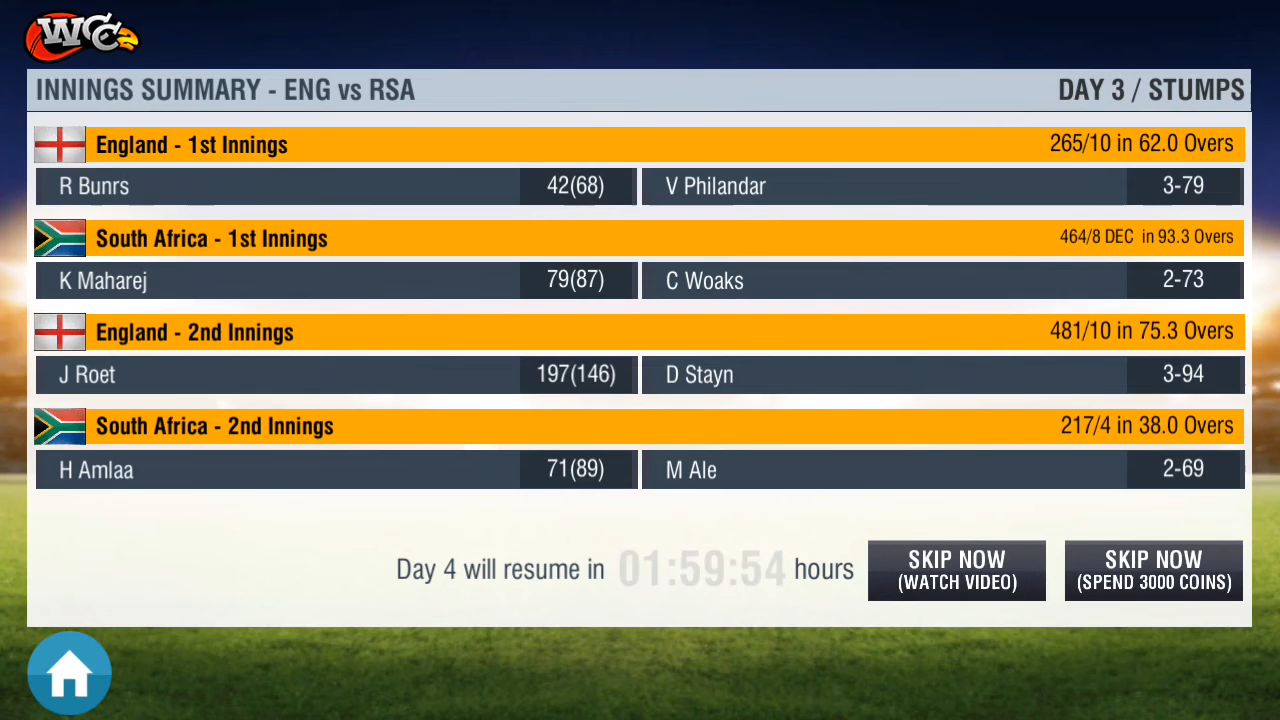 WCC
INNINGS SUMMARY - ENG vs RSA DAY 3 / STUMPS
England - 1st Innings 265/10 in 62.0 Overs
R Bunrs 42(68) V Philandar 3-79
South Africa - 1st Innings 464/8 DEC in 93.3 Overs
K Maharej 79(87) C Woaks 2-73
England - 2nd Innings 481/10 in 75.3 Overs
J Roet 197(146) D Stayn 3-94
South Africa - 2nd Innings 217/4 in 38.0 Overs
H Amlaa 71(89) M Ale 2-69
Day 4 will resume in 01:59:54 hours
SKIP NOW
(WATCH VIDEO)
SKIP NOW
(SPEND 3000 COINS)